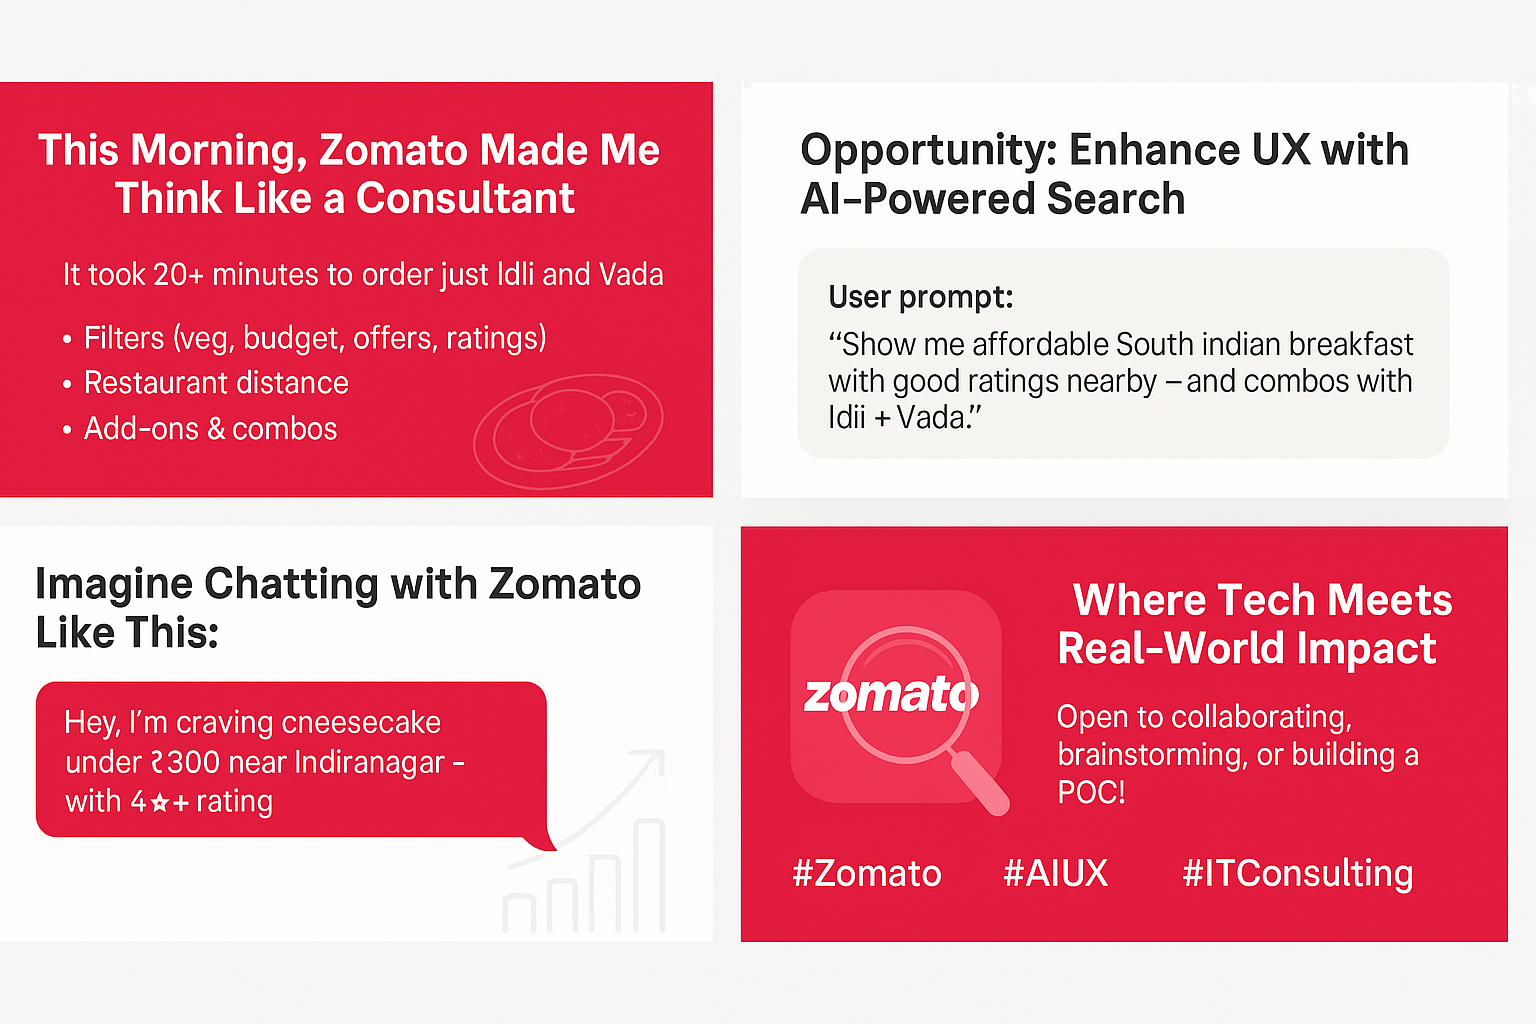 This Morning, Zomato Made Me
Think Like a Consultant
It took 20+ minutes to order just Idli and Vada
• Filters (veg, budget, offers, ratings)
• Restaurant distance
• Add-ons & combos
Opportunity: Enhance UX with
AI-Powered Search
User prompt:
“Show me affordable South indian breakfast
with good ratings nearby – and combos with
Idii + Vada.”
Imagine Chatting with Zomato
Like This:
Hey, I’m craving cneesecake
under ₹300 near Indiranagar -
with 4★+ rating
zomato
Where Tech Meets
Real-World Impact
Open to collaborating,
brainstorming, or building a
POC!
#Zomato #AIUX #ITConsulting